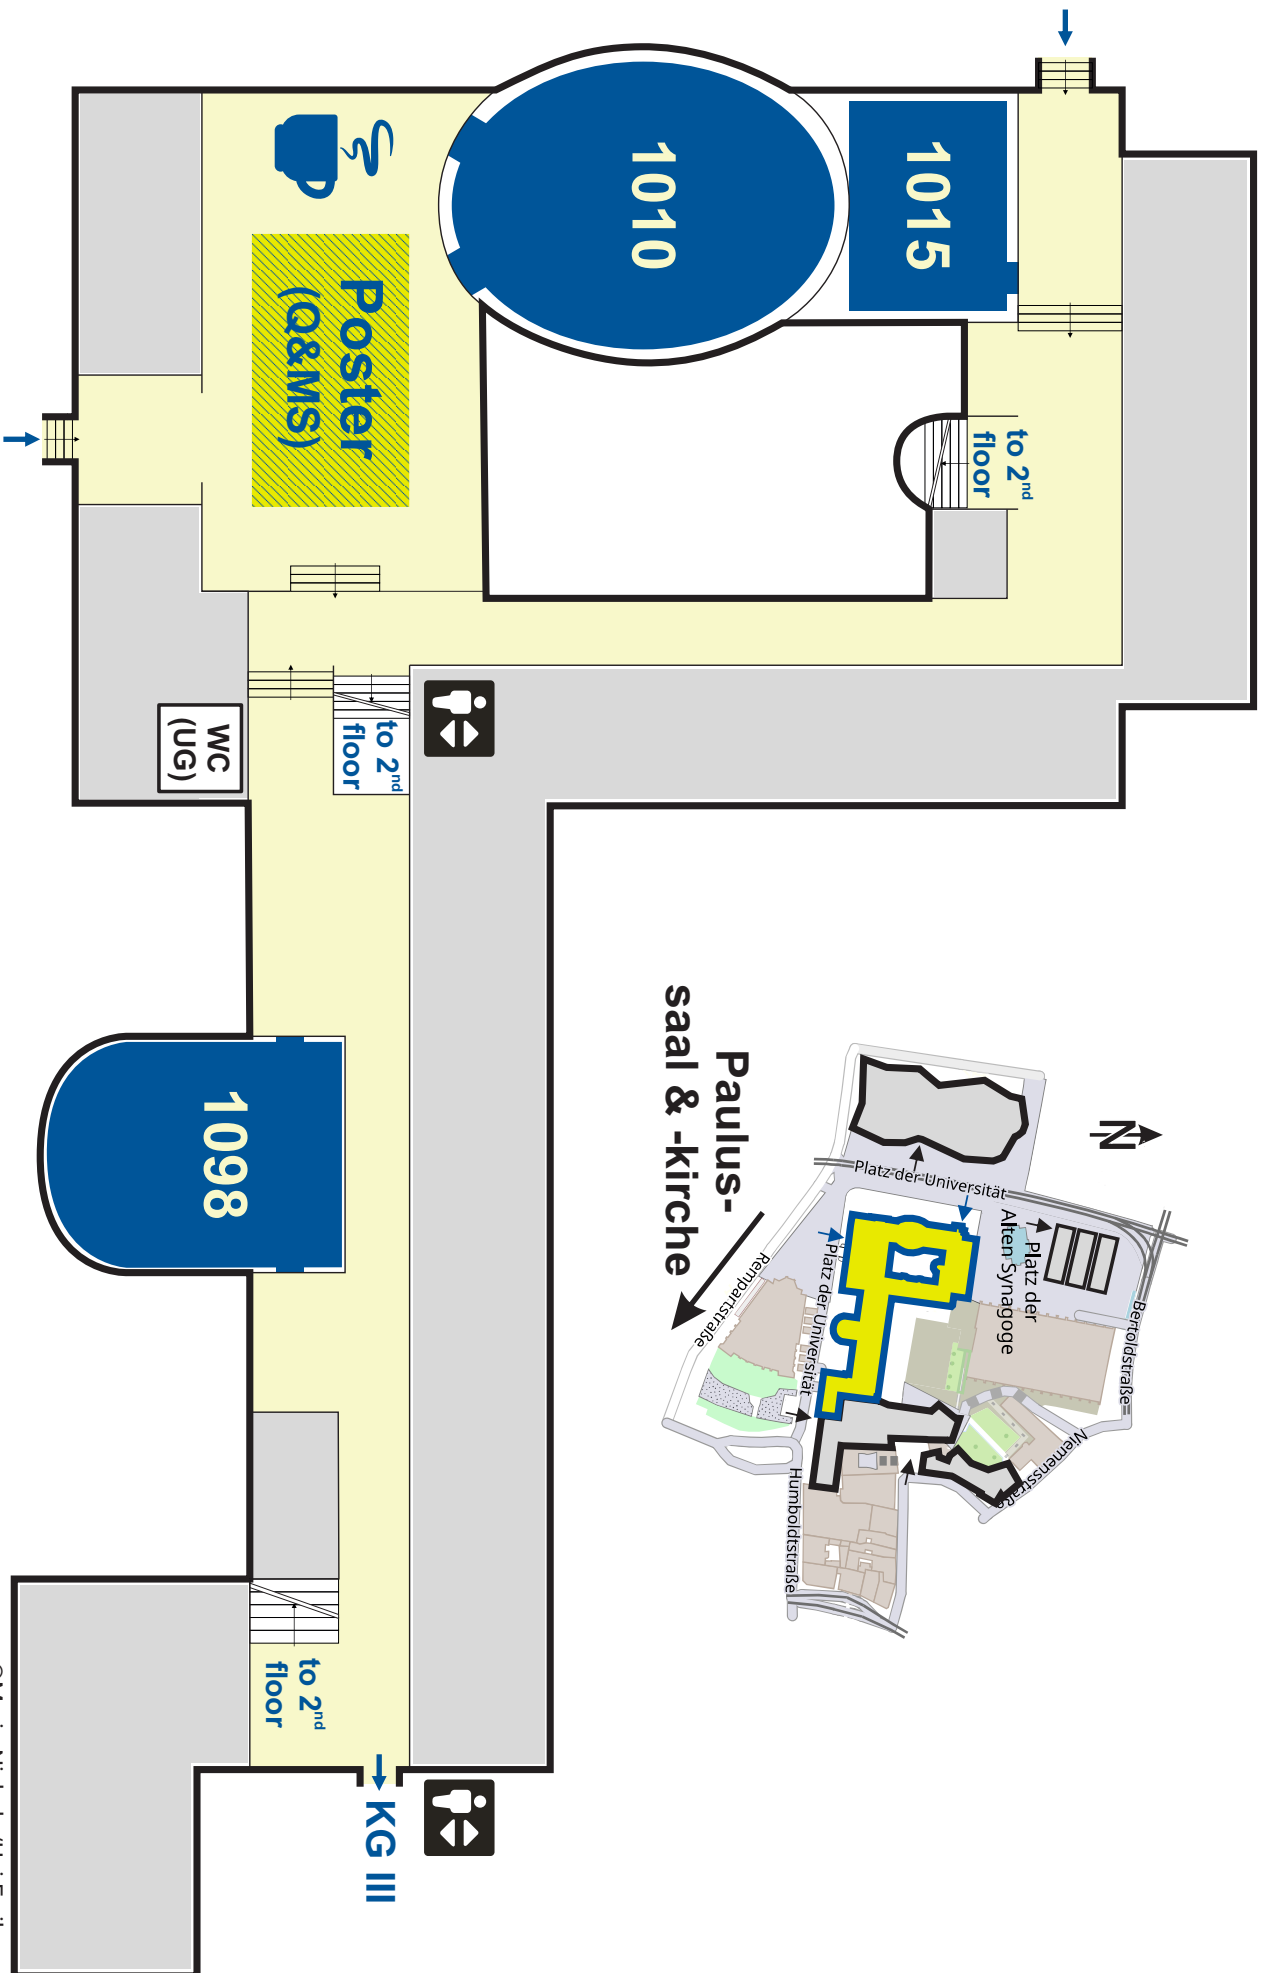 1015
1010
Poster
(Q&MS)
to 2nd
floor
to 2nd
floor
WC
(UG)
1098
to 2nd
floor
KG III
Paulus-
saal & -kirche
N
Platz der Universität
Platz der
Alten Synagoge
Bertoldstraße
Platz der Universität
Rempartstraße
Niemensstraße
Humboldtstraße